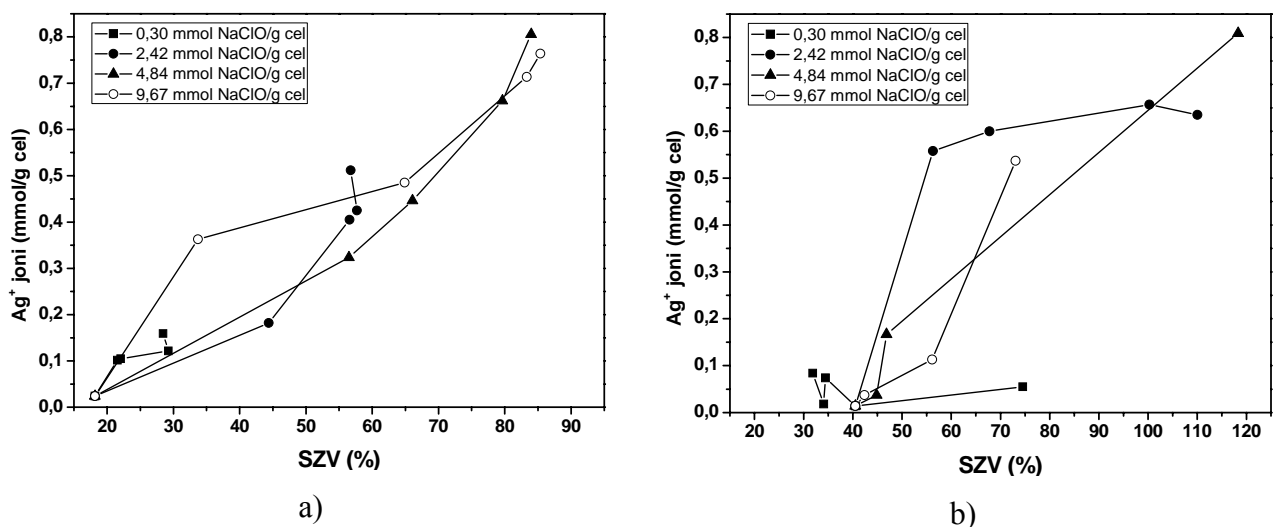 0,30 mmol NaClO/g cel
2,42 mmol NaClO/g cel
4,84 mmol NaClO/g cel
9,67 mmol NaClO/g cel
Ag⁺ joni (mmol/g cel)
0,8
0,7
0,6
0,5
0,4
0,3
0,2
0,1
0,0
20 30 40 50 60 70 80 90
SZV (%)
a)
0,30 mmol NaClO/g cel
2,42 mmol NaClO/g cel
4,84 mmol NaClO/g cel
9,67 mmol NaClO/g cel
Ag⁺ joni (mmol/g cel)
0,8
0,7
0,6
0,5
0,4
0,3
0,2
0,1
0,0
20 30 40 50 60 70 80 90 100 110 120
SZV (%)
b)